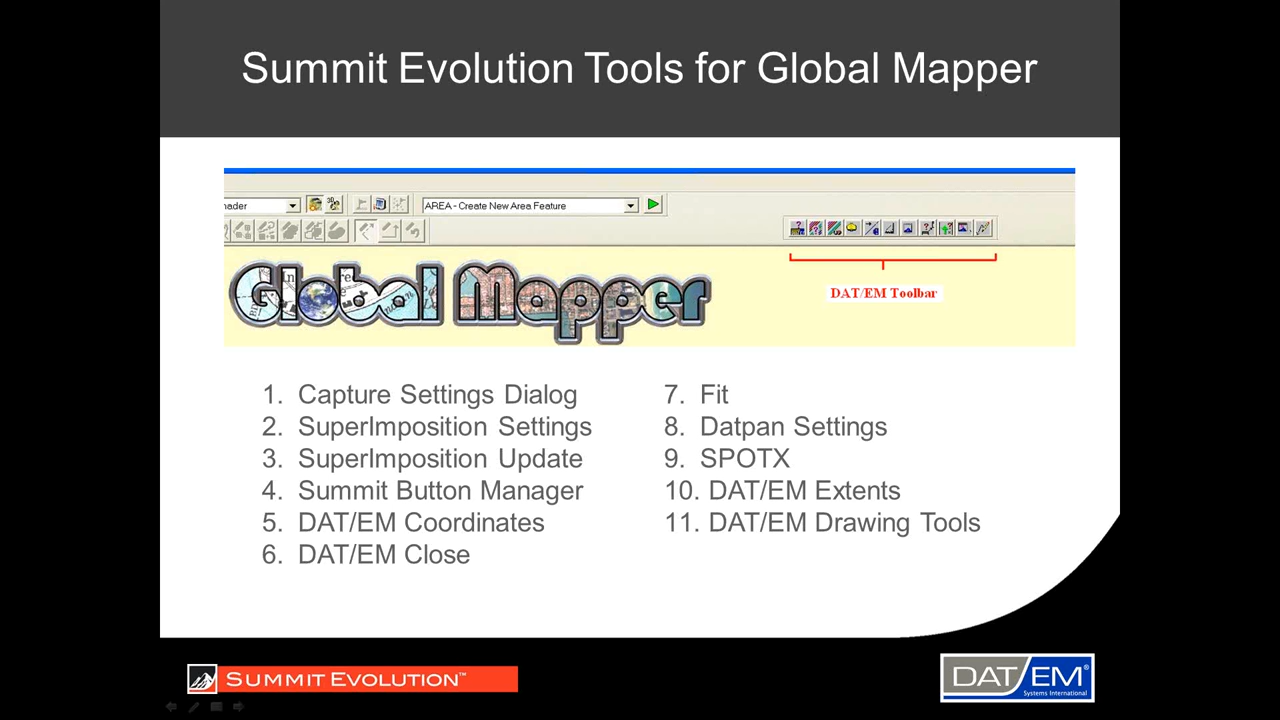 Summit Evolution Tools for Global Mapper
ader
AREA - Create New Area Feature
Global Mapper
DAT/EM Toolbar
1. Capture Settings Dialog
2. SuperImposition Settings
3. SuperImposition Update
4. Summit Button Manager
5. DAT/EM Coordinates
6. DAT/EM Close
7. Fit
8. Datpan Settings
9. SPOTX
10. DAT/EM Extents
11. DAT/EM Drawing Tools
SUMMIT EVOLUTION™
DAT/EM®
Systems International